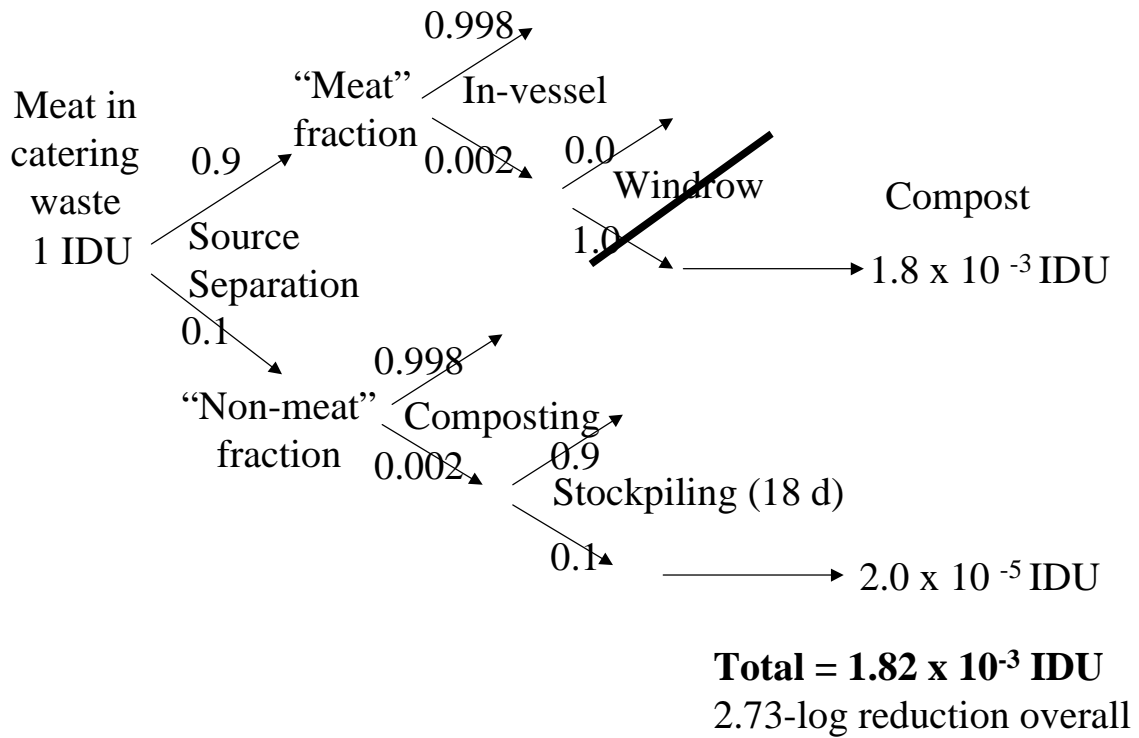 0.998
“Meat”
fraction
In-vessel
Meat in
catering
waste
1 IDU
0.9
0.002
0.0
Windrow
1.0
Compost
1.8 x 10 -3 IDU
Source
Separation
0.1
0.998
“Non-meat”
fraction
Composting
0.002
0.9
Stockpiling (18 d)
0.1
2.0 x 10 -5 IDU
Total = 1.82 x 10-3 IDU
2.73-log reduction overall